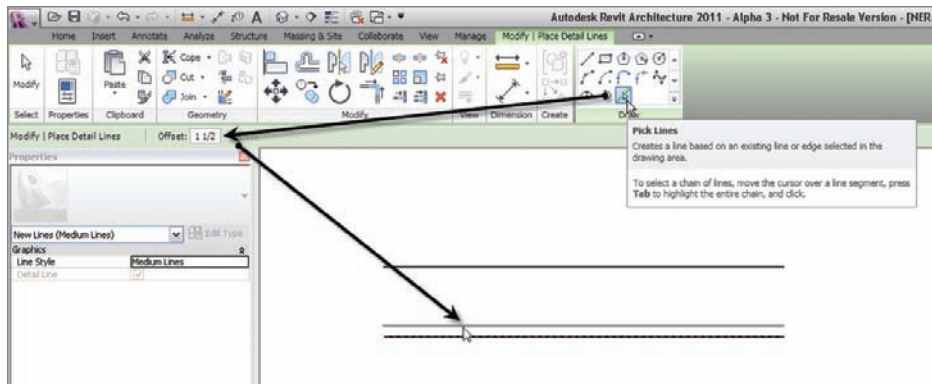 Autodesk Revit Architecture 2011 - Alpha 3 - Not For Resale Version - [NER
Home Insert Annotate Analyze Structure Massing & Site Collaborate View Manage Modify | Place Detail Lines
Modify Paste Cope Cut Join
Select Properties Clipboard Geometry Modify View Dimension Create Draw
Modify | Place Detail Lines Offset: 1 1/2
Properties
New Lines (Medium Lines) Edit Type
Graphics
Line Style Medium Lines
Detail Line
Pick Lines
Creates a line based on an existing line or edge selected in the
drawing area.
To select a chain of lines, move the cursor over a line segment, press
Tab to highlight the entire chain, and click.